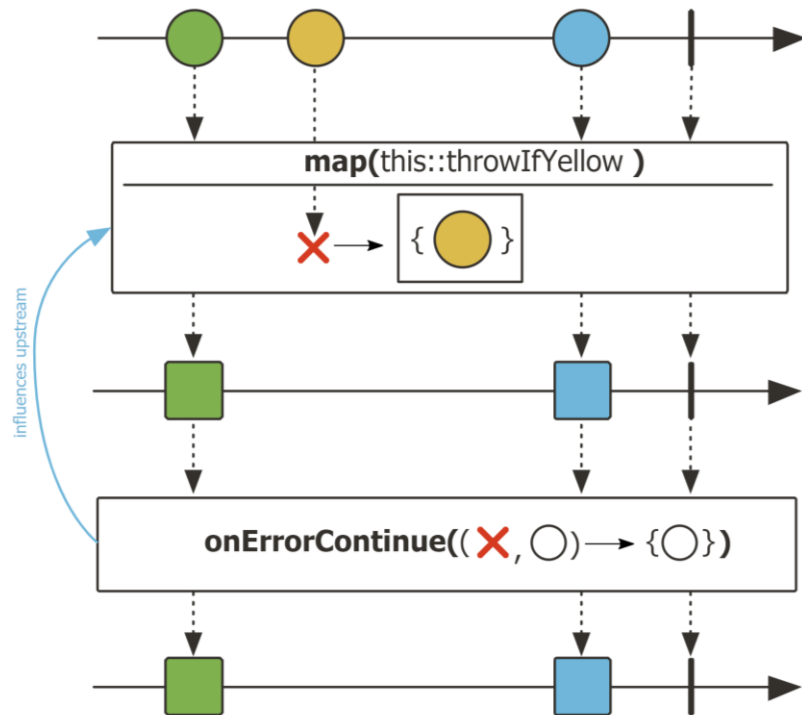 map(this::throwIfYellow )
{ }
influences upstream
onErrorContinue(( , ) {  })